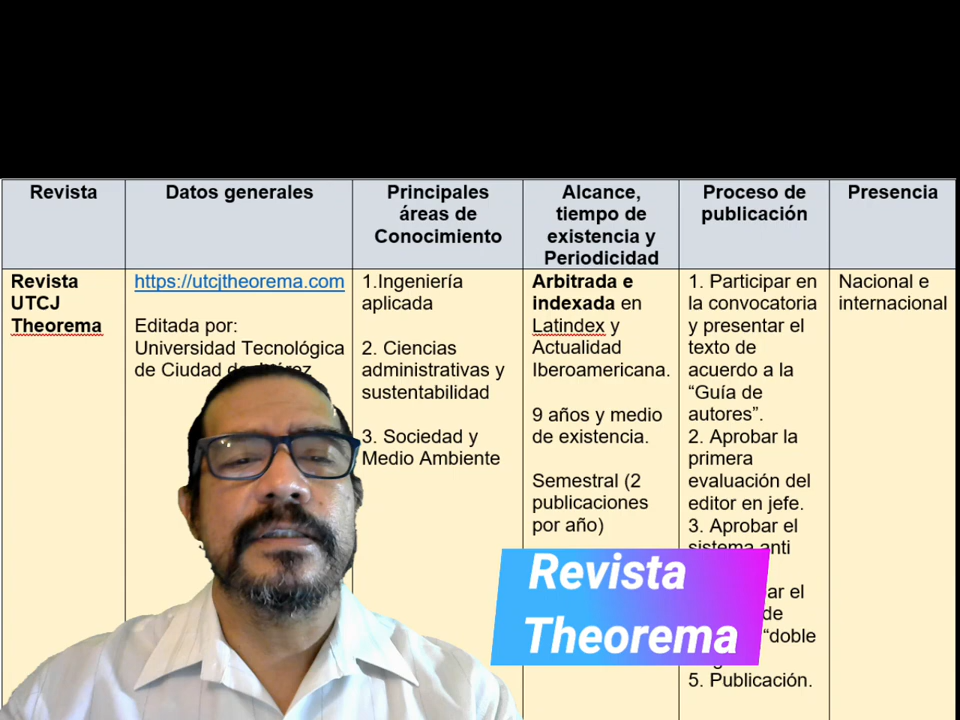 Revista
Datos generales
Principales
áreas de
Conocimiento
Alcance,
tiempo de
existencia y
Periodicidad
Proceso de
publicación
Presencia
Revista
UTCJ
Theorema
https://utcjtheorema.com
Editada por:
Universidad Tecnológica
de Ciudad
1.Ingeniería
aplicada
2. Ciencias
administrativas y
sustentabilidad
3. Sociedad y
Medio Ambiente
Arbitrada e
indexada en
Latindex y
Actualidad
Iberoamericana.
9 años y medio
de existencia.
Semestral (2
publicaciones
por año)
1. Participar en
la convocatoria
y presentar el
texto de
acuerdo a la
“Guía de
autores”.
2. Aprobar la
primera
evaluación del
editor en jefe.
3. Aprobar el
sistema anti
el
de
“doble
5. Publicación.
Nacional e
internacional
Revista
Theorema